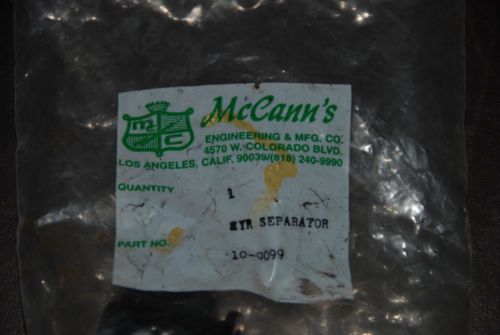 McCann's
MC
ENGINEERING & MFG. CO.
4570 W. COLORADO BLVD.
LOS ANGELES, CALIF. 90039/(818) 240-9990
QUANTITY 1
SYR SEPARATOR
PART NO. 10-0099